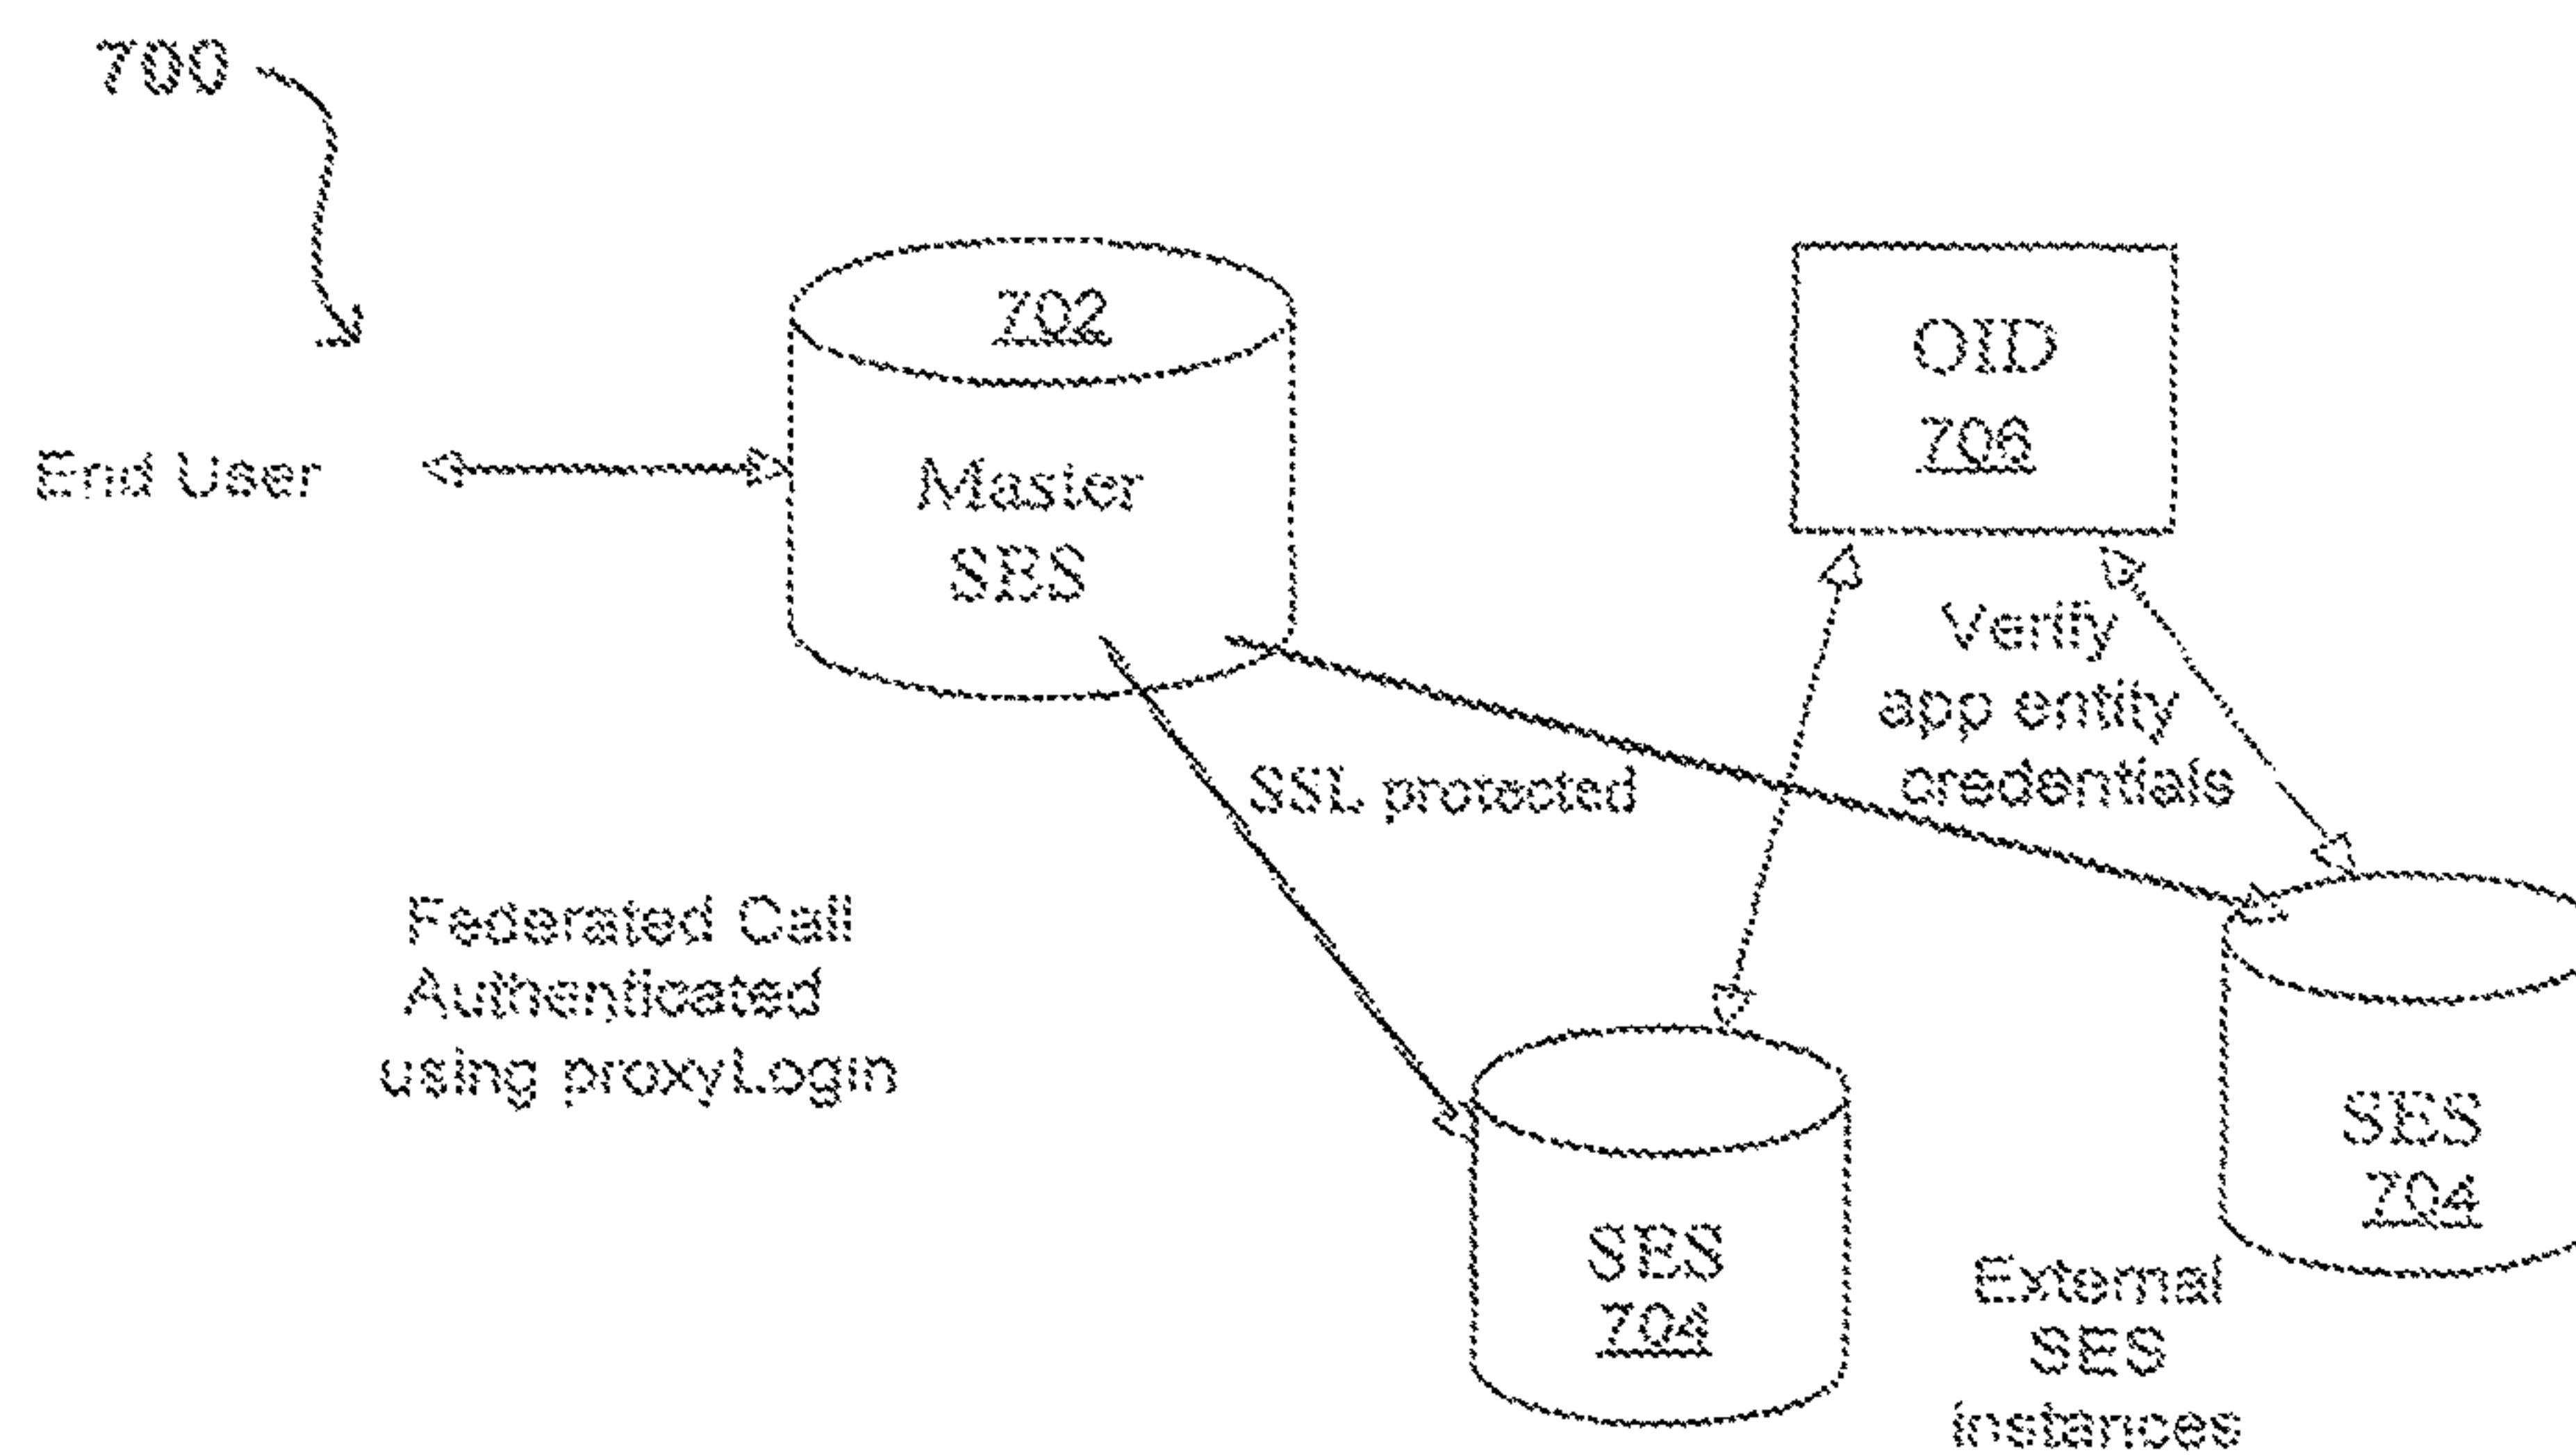 700
702
Master
SES
End User
OID
706
Verify
app entity
credentials
SSL protected
Federated Call
Authenticated
using proxyLogin
SES
704
SES
704
External
SES
instances